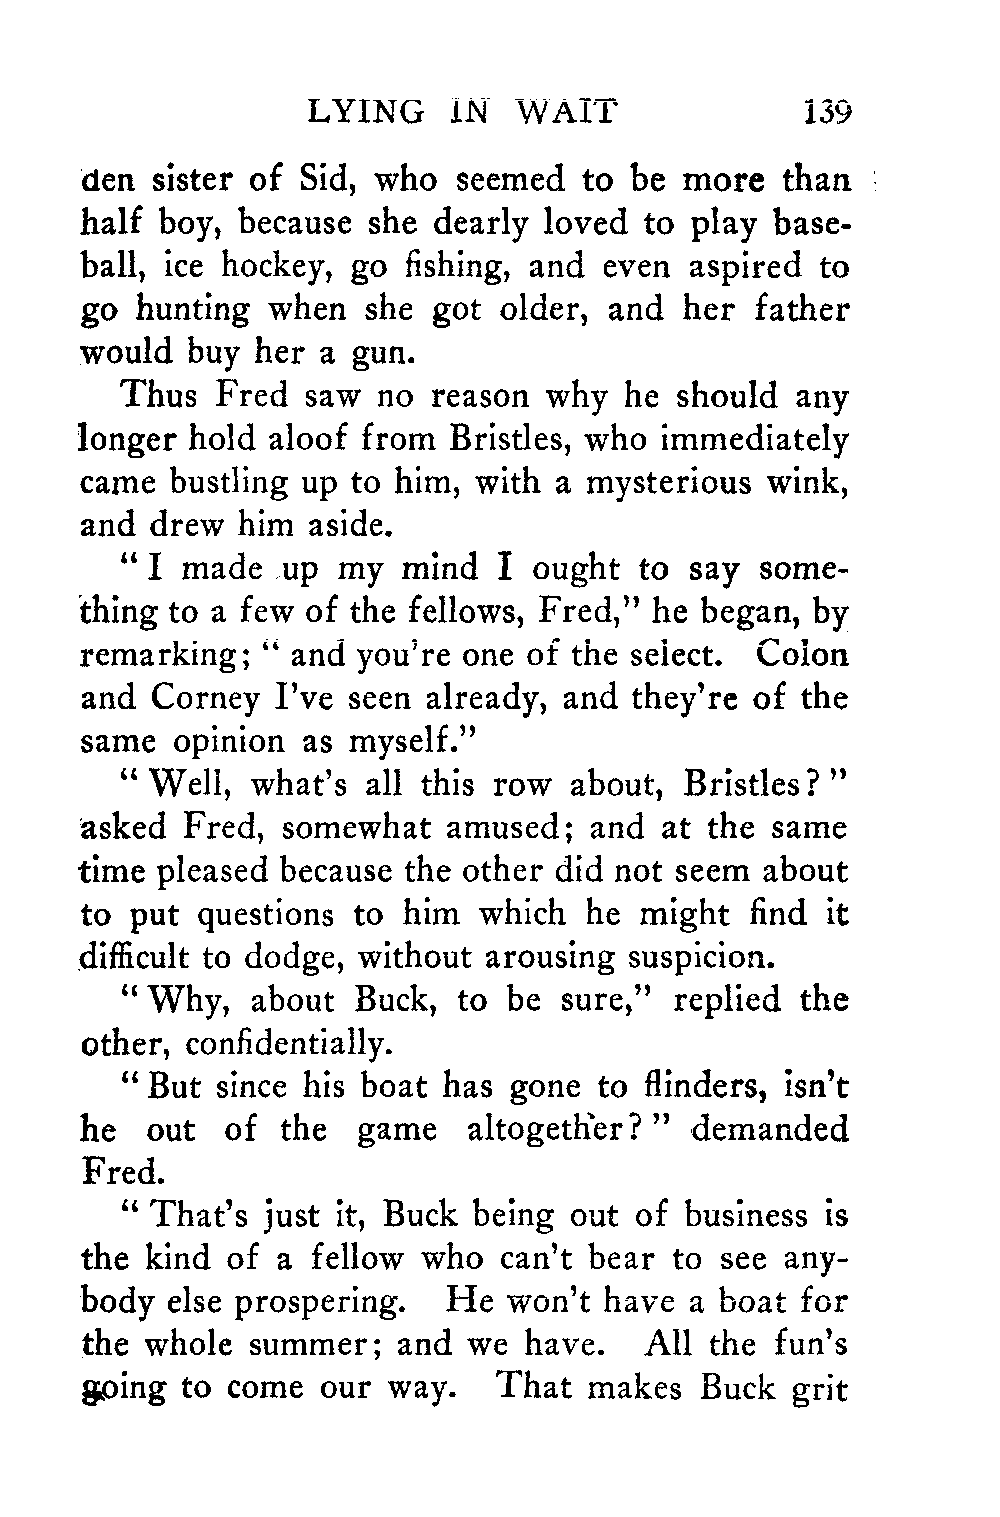 LYING IN WAIT 139
den sister of Sid, who seemed to be more than
half boy, because she dearly loved to play base-
ball, ice hockey, go fishing, and even aspired to
go hunting when she got older, and her father
would buy her a gun.
Thus Fred saw no reason why he should any
longer hold aloof from Bristles, who immediately
came bustling up to him, with a mysterious wink,
and drew him aside.
“ I made up my mind I ought to say some-
thing to a few of the fellows, Fred,” he began, by
remarking; “ and you’re one of the select. Colon
and Corney I’ve seen already, and they’re of the
same opinion as myself.”
“ Well, what’s all this row about, Bristles? ”
asked Fred, somewhat amused; and at the same
time pleased because the other did not seem about
to put questions to him which he might find it
difficult to dodge, without arousing suspicion.
“ Why, about Buck, to be sure,” replied the
other, confidentially.
“ But since his boat has gone to flinders, isn’t
he out of the game altogether? ” demanded
Fred.
“ That’s just it, Buck being out of business is
the kind of a fellow who can’t bear to see any-
body else prospering. He won’t have a boat for
the whole summer; and we have. All the fun’s
going to come our way. That makes Buck grit